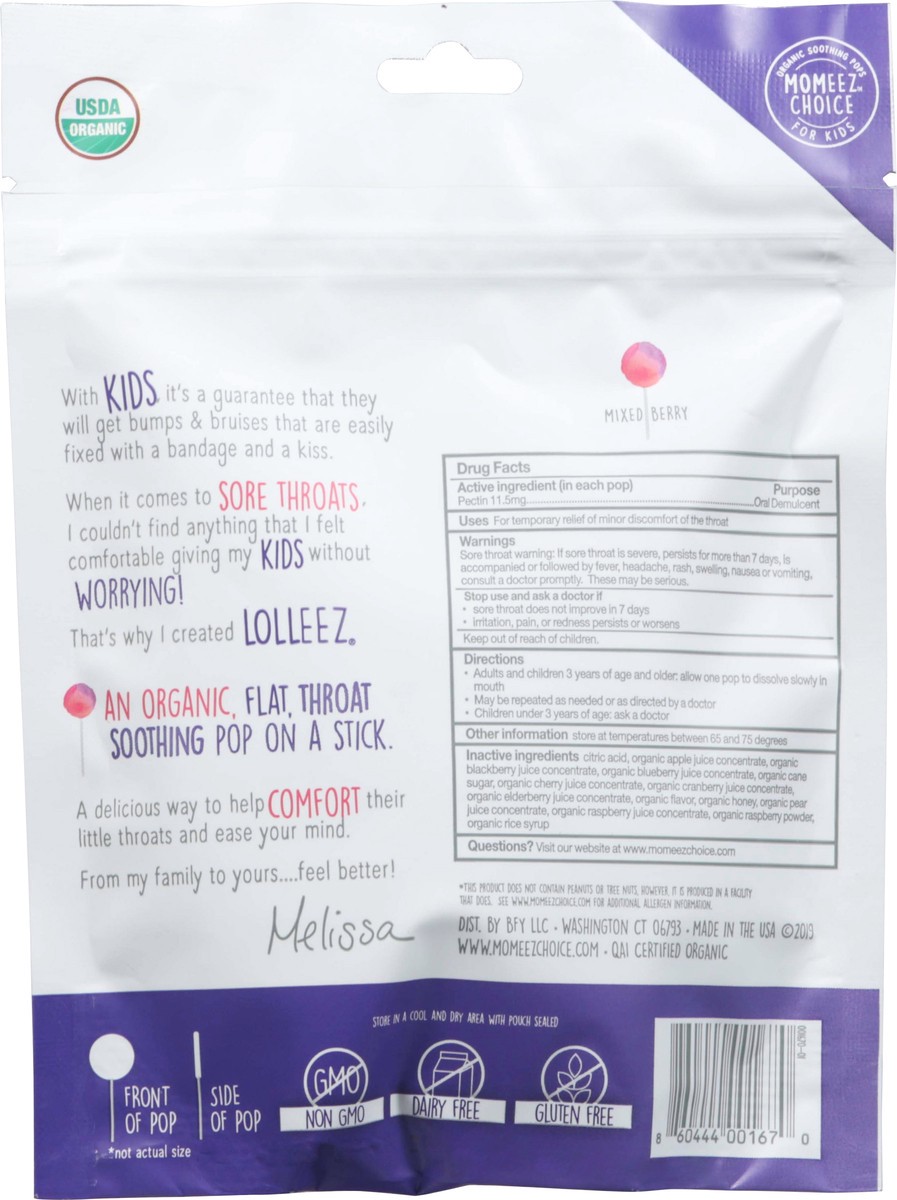 USDA
ORGANIC
ORGANIC SOOTHING POPS
MOMEEZ™
CHOICE
FOR KIDS
With KIDS, it's a guarantee that they
will get bumps & bruises that are easily
fixed with a bandage and a kiss.
When it comes to SORE THROATS,
I couldn't find anything that I felt
comfortable giving my KIDS without
WORRYING!
That's why I created LOLLEEZ®
AN ORGANIC, FLAT, THROAT
SOOTHING POP ON A STICK.
A delicious way to help COMFORT their
little throats and ease your mind.
From my family to yours....feel better!
Melissa
MIXED BERRY
Drug Facts
Active ingredient (in each pop) Purpose
Pectin 11.5mg Oral Demulcent
Uses For temporary relief of minor discomfort of the throat
Warnings
Sore throat warning: If sore throat is severe, persists for more than 7 days, is
accompanied or followed by fever, headache, rash, swelling, nausea or vomiting,
consult a doctor promptly. These may be serious.
Stop use and ask a doctor if
• sore throat does not improve in 7 days
• irritation, pain, or redness persists or worsens
Keep out of reach of children.
Directions
• Adults and children 3 years of age and older: allow one pop to dissolve slowly in
mouth
• May be repeated as needed or as directed by a doctor
• Children under 3 years of age: ask a doctor
Other information store at temperatures between 65 and 75 degrees
Inactive ingredients citric acid, organic apple juice concentrate, organic
blackberry juice concentrate, organic blueberry juice concentrate, organic cane
sugar, organic cherry juice concentrate, organic cranberry juice concentrate,
organic elderberry juice concentrate, organic flavor, organic honey, organic pear
juice concentrate, organic raspberry juice concentrate, organic raspberry powder,
organic rice syrup
Questions? Visit our website at www.momeezchoice.com
*THIS PRODUCT DOES NOT CONTAIN PEANUTS OR TREE NUTS, HOWEVER, IT IS PRODUCED IN A FACILITY
THAT DOES. SEE WWW.MOMEEZCHOICE.COM FOR ADDITIONAL ALLERGEN INFORMATION.
DIST. BY BFY LLC • WASHINGTON CT 06793 • MADE IN THE USA ©2019
WWW.MOMEEZCHOICE.COM • QAI CERTIFIED ORGANIC
STORE IN A COOL AND DRY AREA WITH POUCH SEALED
FRONT
OF POP
SIDE
OF POP
*not actual size
GMO
NON GMO
DAIRY FREE
GLUTEN FREE
8 60444 00167 0